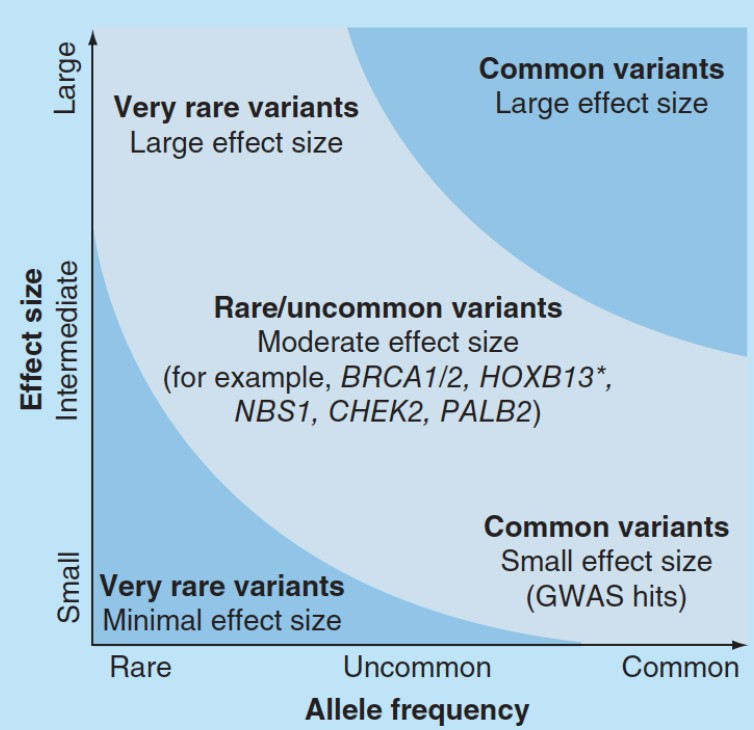 Large
Intermediate
Small
Effect size
Very rare variants
Large effect size
Common variants
Large effect size
Rare/uncommon variants
Moderate effect size
(for example, BRCA1/2, HOXB13*,
NBS1, CHEK2, PALB2)
Common variants
Small effect size
(GWAS hits)
Very rare variants
Minimal effect size
Rare
Uncommon
Common
Allele frequency